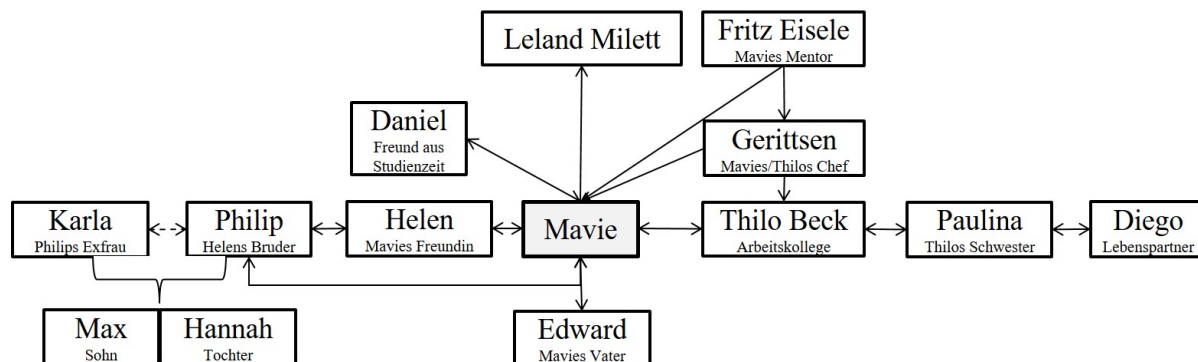 Leland Milett
Fritz Eisele
Mavies Mentor
Daniel
Freund aus
Studienzeit
Gerittsen
Mavies/Thilos Chef
Karla
Philips Exfrau
Philip
Helens Bruder
Helen
Mavies Freundin
Mavie
Thilo Beck
Arbeitskollege
Paulina
Thilos Schwester
Diego
Lebenspartner
Max
Sohn
Hannah
Tochter
Edward
Mavies Vater